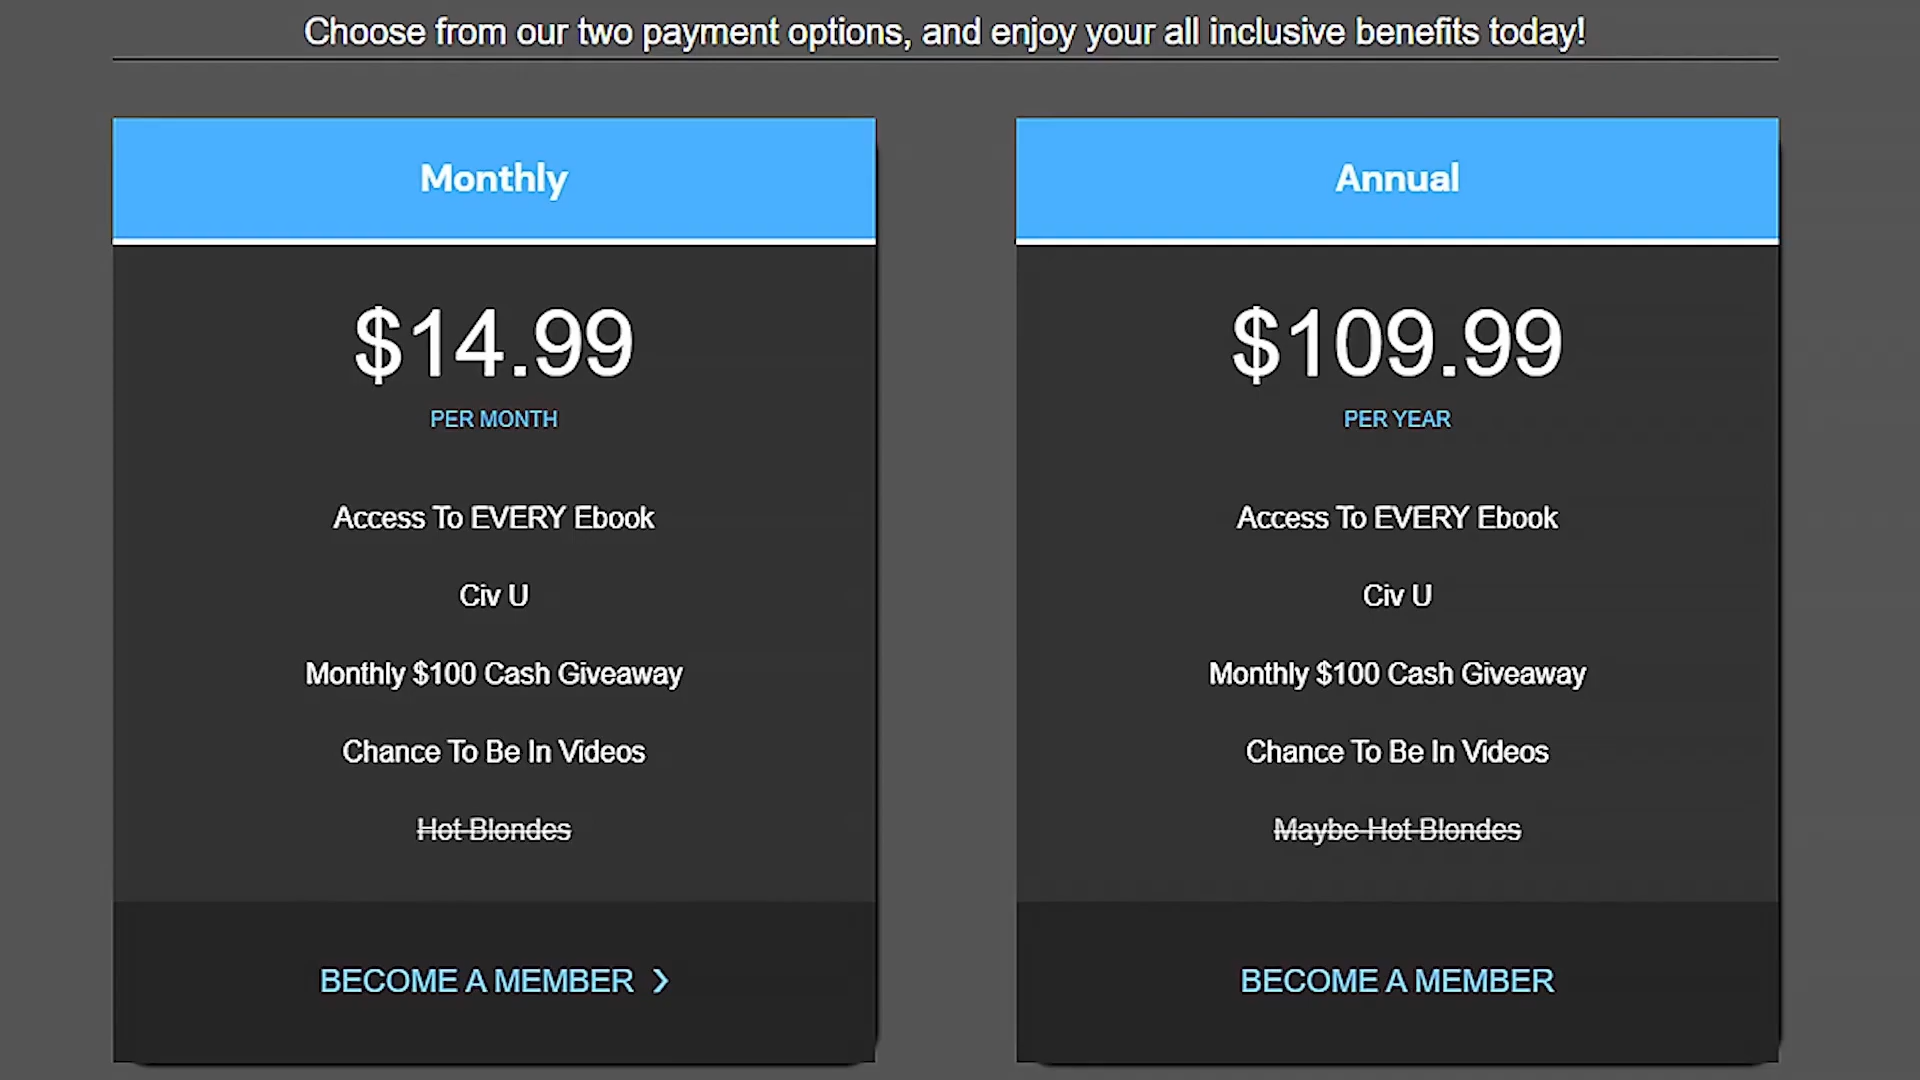 Choose from our two payment options, and enjoy your all inclusive benefits today!
Monthly
$14.99
PER MONTH
Access To EVERY Ebook
Civ U
Monthly $100 Cash Giveaway
Chance To Be In Videos
Hot Blondes
BECOME A MEMBER
Annual
$109.99
PER YEAR
Access To EVERY Ebook
Civ U
Monthly $100 Cash Giveaway
Chance To Be In Videos
Maybe Hot Blondes
BECOME A MEMBER